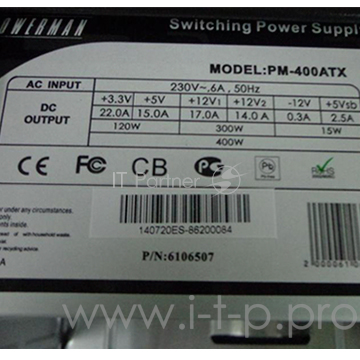 OWERMAN
Switching Power Supply
MODEL:PM-400ATX
AC INPUT 230V~.6A, 50Hz
DC OUTPUT +3.3V +5V +12V1 +12V2 -12V +5Vsb
22.0A 15.0A 17.0A 14.0 A 0.3A 2.5A
120W 300W 15W
400W
CE FC CB
IT Partner
140720ES-86200084
P/N:6106507
www.i-t-p.pro